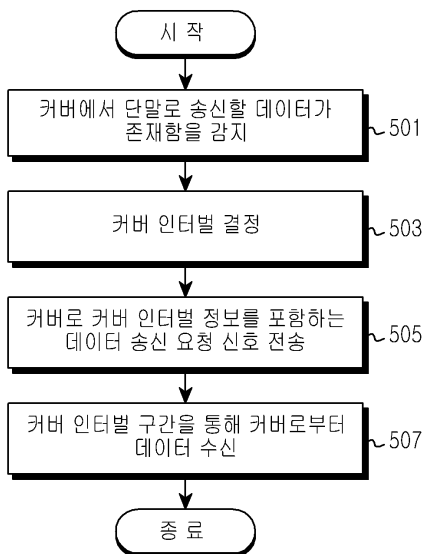 시 작
커버에서 단말로 송신할 데이터가
존재함을 감지
501
커버 인터벌 결정
503
커버로 커버 인터벌 정보를 포함하는
데이터 송신 요청 신호 전송
505
커버 인터벌 구간을 통해 커버로부터
데이터 수신
507
종 료